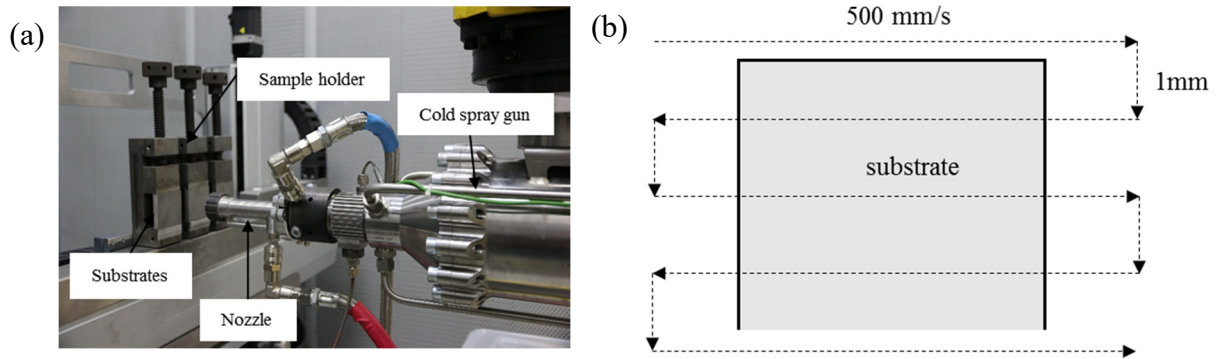 (a)
Sample holder
Cold spray gun
Substrates
Nozzle
(b)
500 mm/s
1mm
substrate